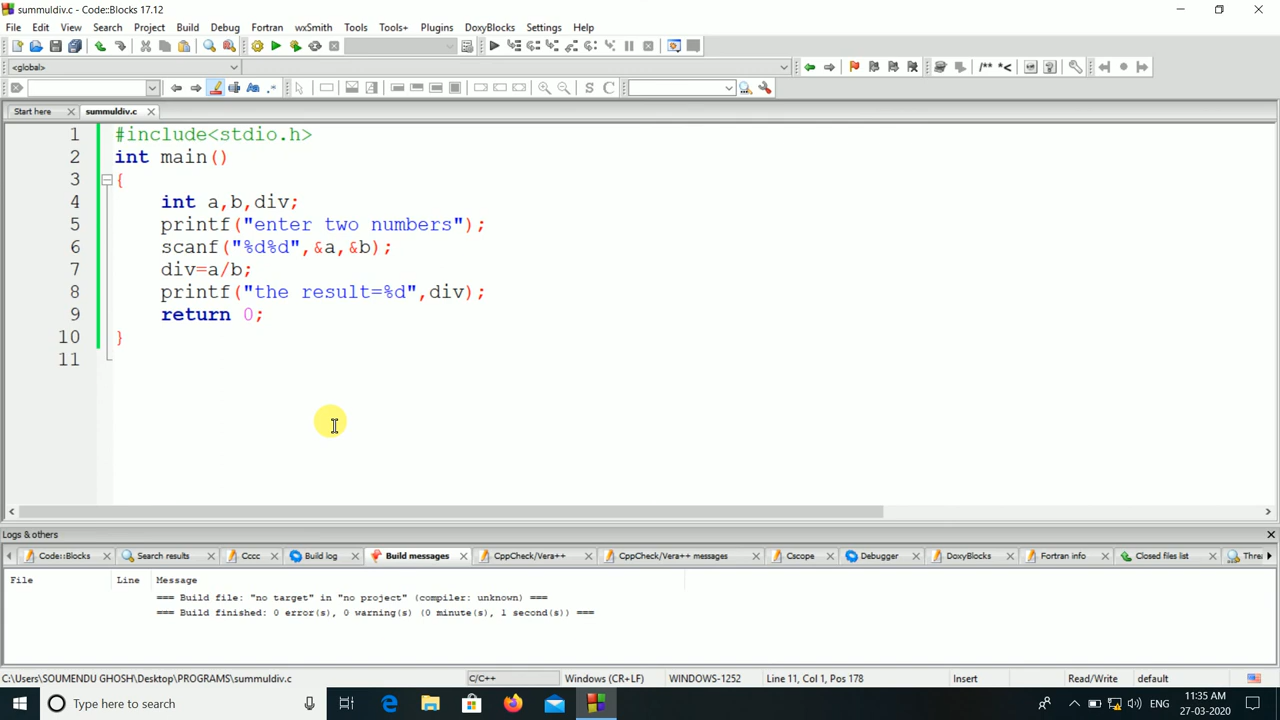 summuldiv.c - Code::Blocks 17.12
File Edit View Search Project Build Debug Fortran wxSmith Tools Tools+ Plugins DoxyBlocks Settings Help
<global>
/** *<
S C
Start here summuldiv.c
1 #include<stdio.h>
2 int main()
3 {
4 int a,b,div;
5 printf("enter two numbers");
6 scanf("%d%d",&a,&b);
7 div=a/b;
8 printf("the result=%d",div);
9 return 0;
10 }
11
Logs & others
Code::Blocks Search results Cccc Build log Build messages CppCheck/Vera++ CppCheck/Vera++ messages Cscope Debugger DoxyBlocks Fortran info Closed files list Threa
File Line Message
=== Build file: "no target" in "no project" (compiler: unknown) ===
=== Build finished: 0 error(s), 0 warning(s) (0 minute(s), 1 second(s)) ===
C:\Users\SOUMENDU GHOSH\Desktop\PROGRAMS\summuldiv.c C/C++ Windows (CR+LF) WINDOWS-1252 Line 11, Col 1, Pos 178 Insert Read/Write default
Type here to search ENG 11:35 AM
27-03-2020